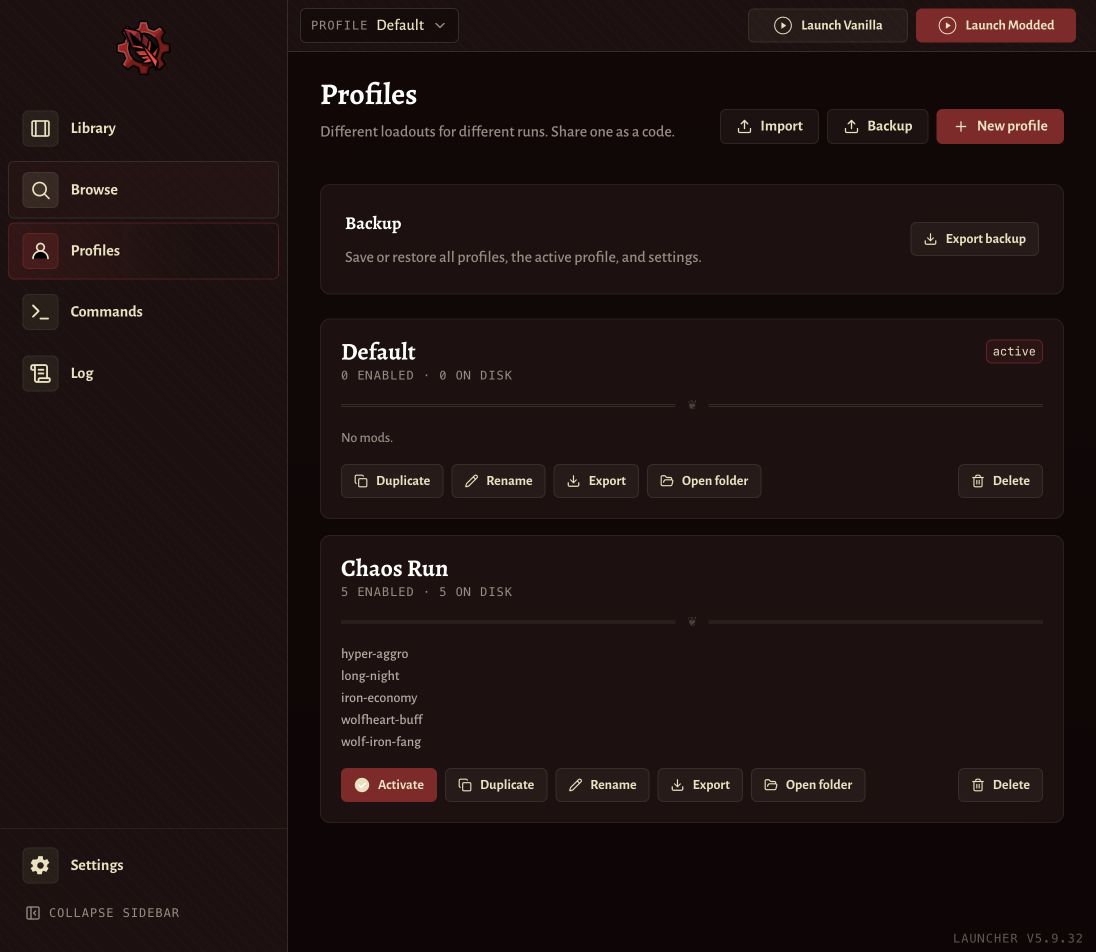 PROFILE Default
Launch Vanilla
Launch Modded
Library
Browse
Profiles
Commands
Log
Settings
COLLAPSE SIDEBAR
Profiles
Different loadouts for different runs. Share one as a code.
Import
Backup
New profile
Backup
Save or restore all profiles, the active profile, and settings.
Export backup
Default
active
0 ENABLED · 0 ON DISK
No mods.
Duplicate
Rename
Export
Open folder
Delete
Chaos Run
5 ENABLED · 5 ON DISK
hyper-aggro
long-night
iron-economy
wolfheart-buff
wolf-iron-fang
Activate
Duplicate
Rename
Export
Open folder
Delete
LAUNCHER V5.9.32